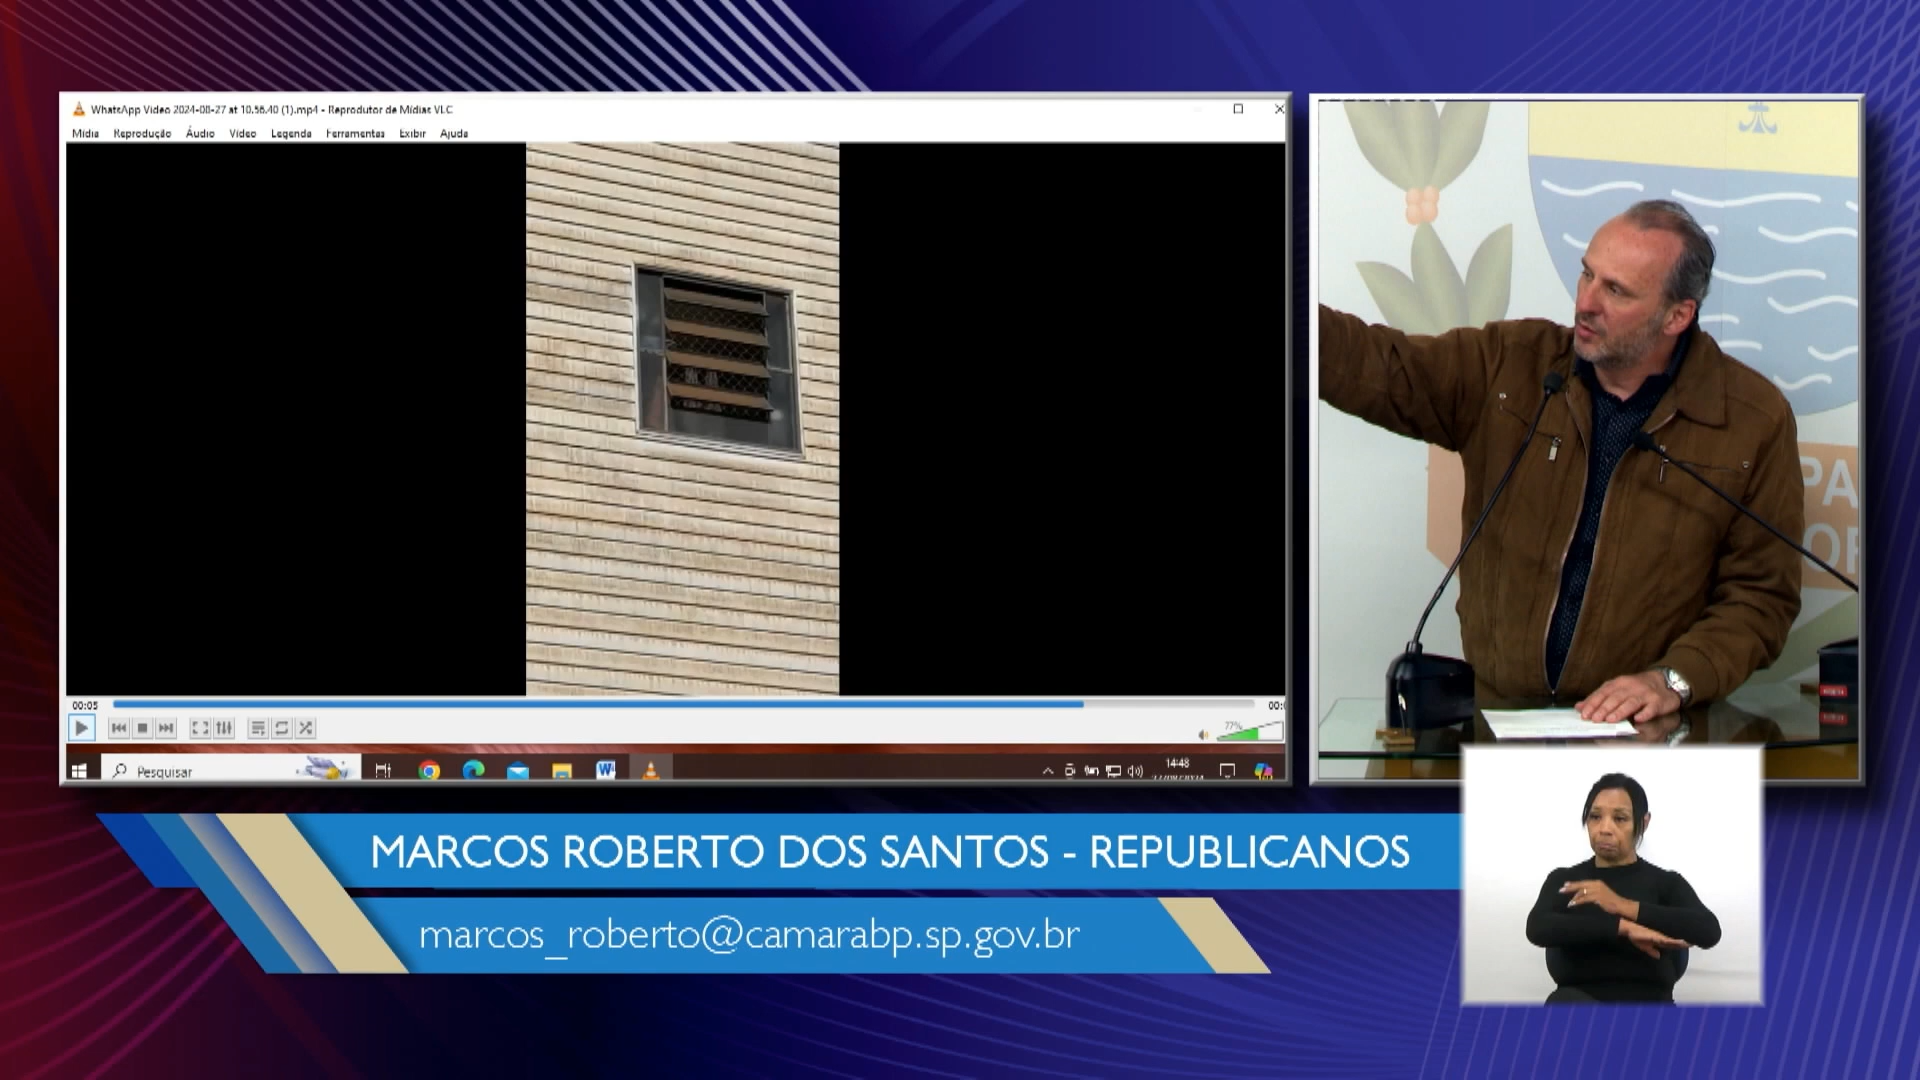 WhatsApp Video 2024-08-27 at 10.56.40 (1).mp4 - Reprodutor de Mídias VLC
Mídia Reprodução Áudio Vídeo Legenda Ferramentas Exibir Ajuda
PA
00:05
77%
Pesquisar
14:48
MARCOS ROBERTO DOS SANTOS - REPUBLICANOS
marcos_roberto@camarabp.sp.gov.br